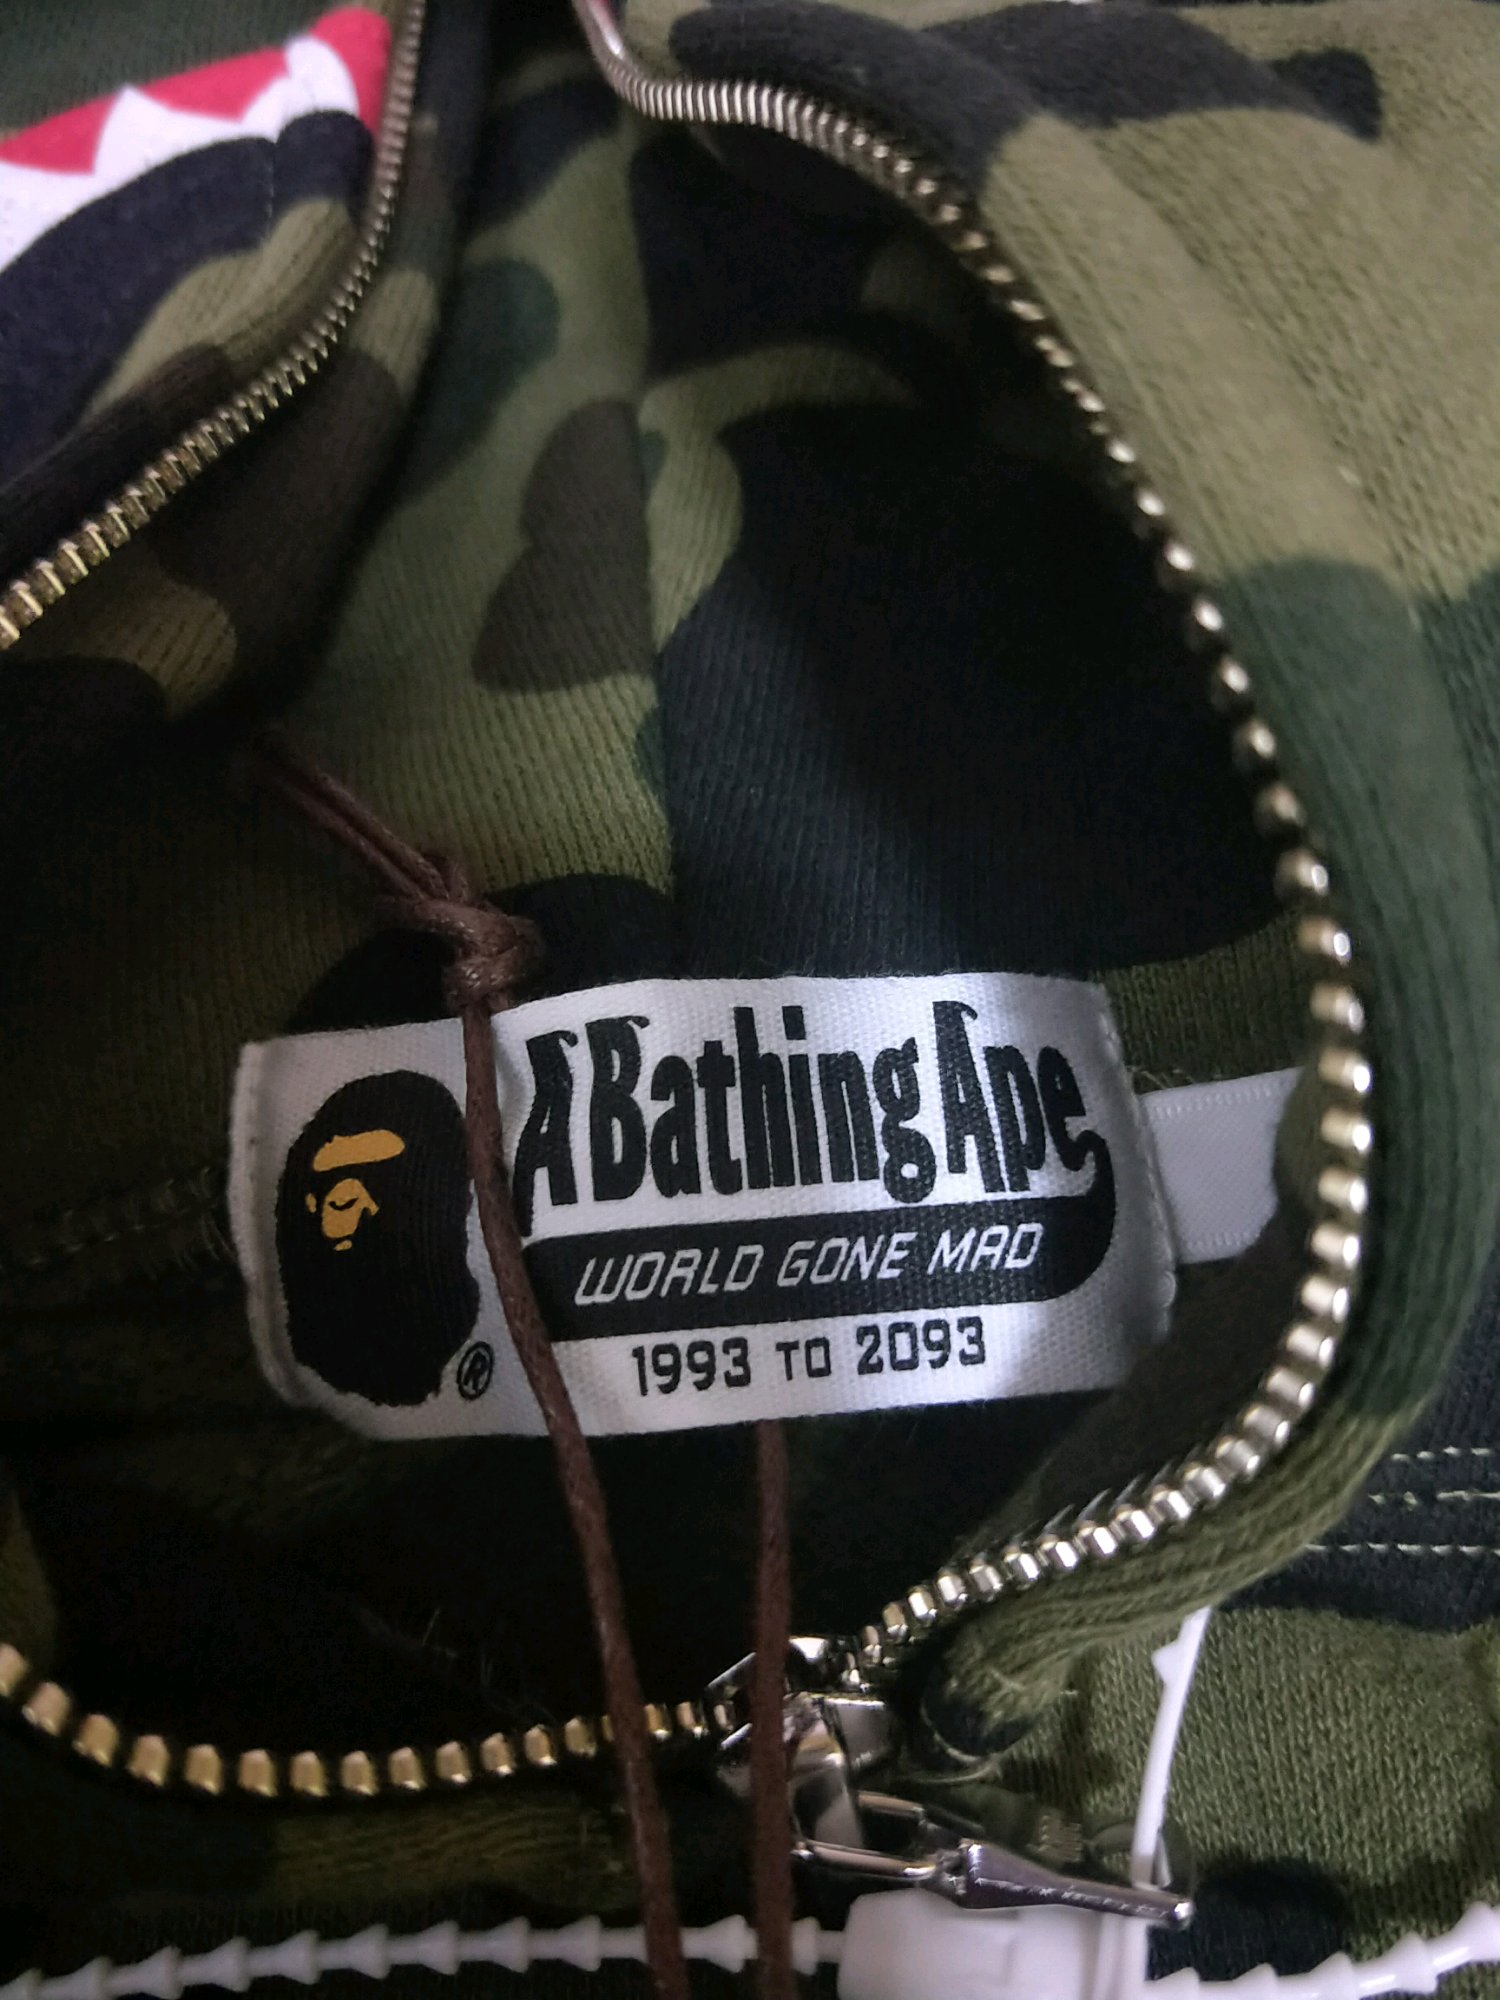 A Bathing Ape
WORLD GONE MAD
1993 TO 2093
®